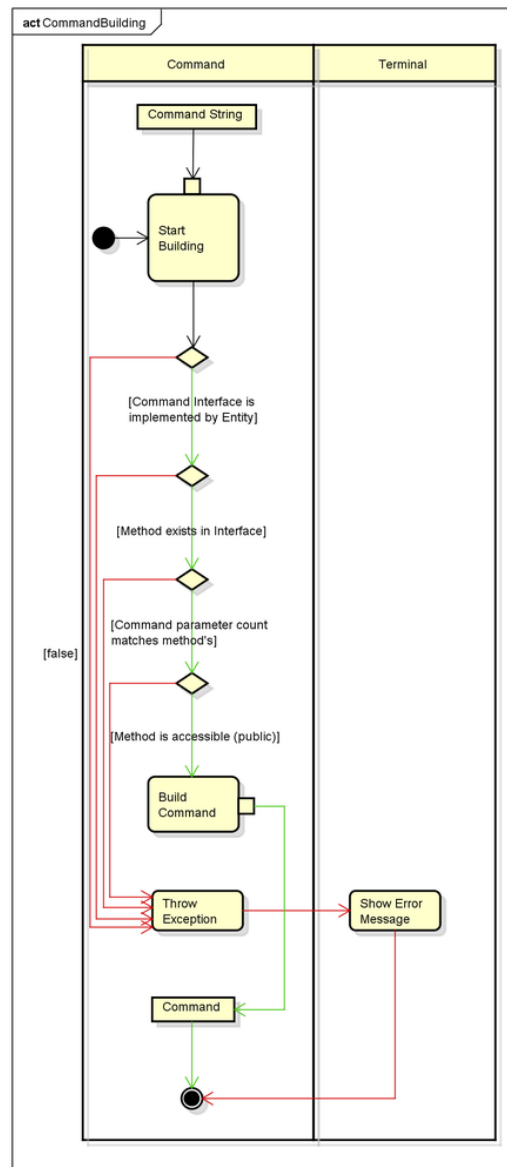 act CommandBuilding
Command
Terminal
Command String
Start
Building
[Command Interface is
implemented by Entity]
[Method exists in Interface]
[Command parameter count
matches method's]
[false]
[Method is accessible (public)]
Build
Command
Throw
Exception
Show Error
Message
Command